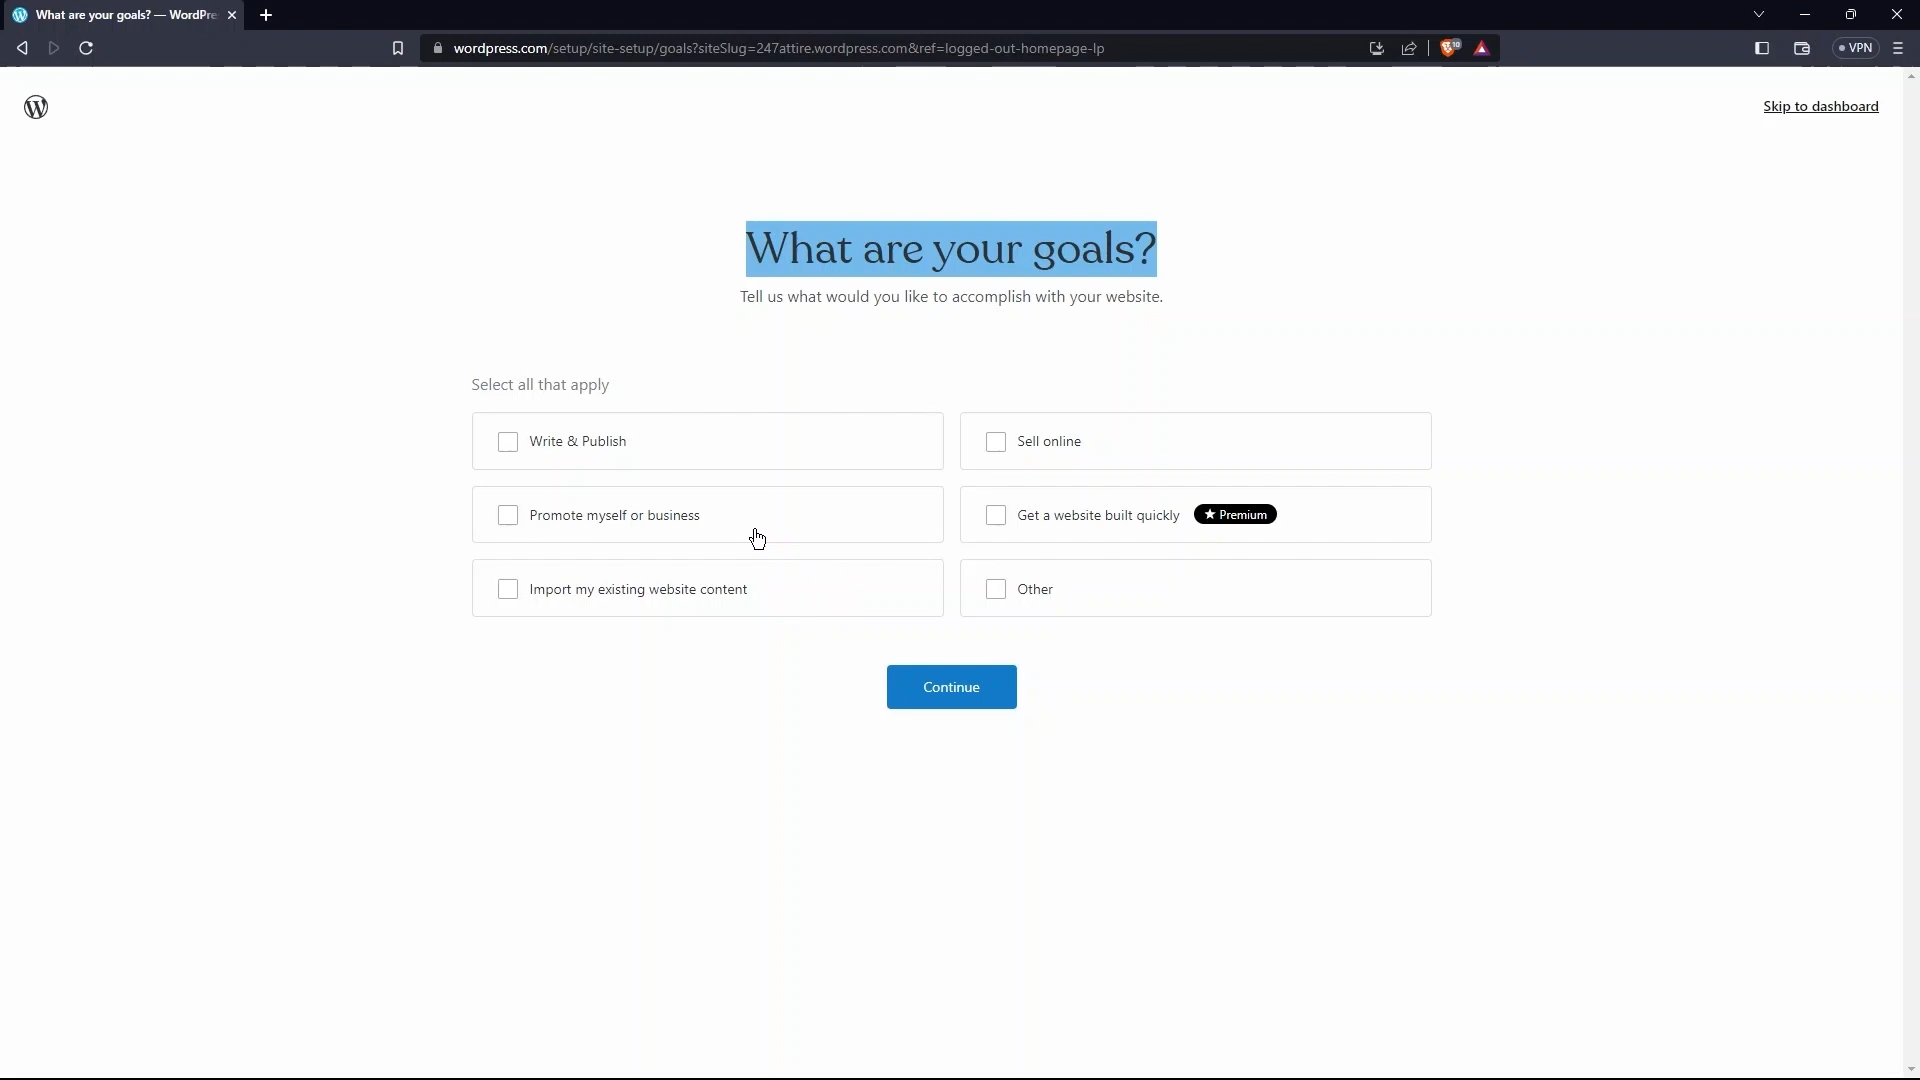 What are your goals? — WordPre
wordpress.com/setup/site-setup/goals?siteSlug=247attire.wordpress.com&ref=logged-out-homepage-lp
10
VPN
Skip to dashboard
What are your goals?
Tell us what would you like to accomplish with your website.
Select all that apply
Write & Publish
Sell online
Promote myself or business
Get a website built quickly ★ Premium
Import my existing website content
Other
Continue